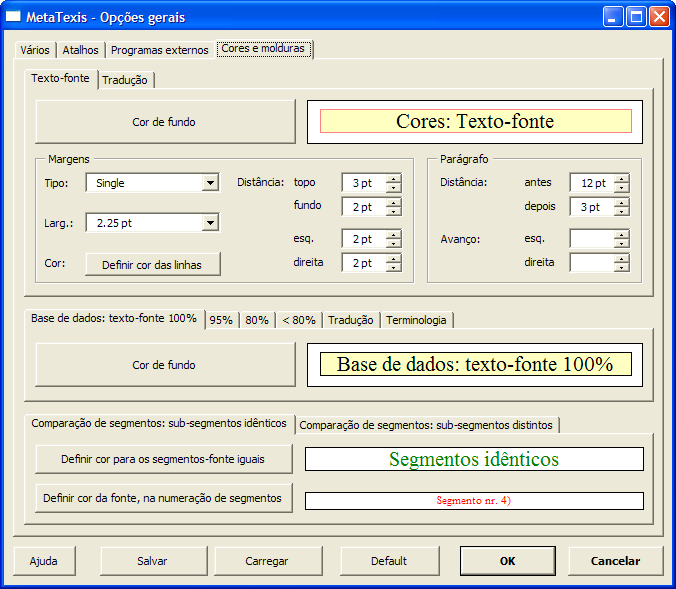 MetaTexis - Opções gerais
Vários Atalhos Programas externos Cores e molduras
Texto-fonte Tradução
Cor de fundo Cores: Texto-fonte
Margens Parágrafo
Tipo: Single Distância: topo 3 pt Distância: antes 12 pt
fundo 2 pt depois 3 pt
Larg.: 2.25 pt
esq. 2 pt Avanço: esq.
Cor: Definir cor das linhas direita 2 pt direita
Base de dados: texto-fonte 100% 95% 80% < 80% Tradução Terminologia
Cor de fundo Base de dados: texto-fonte 100%
Comparação de segmentos: sub-segmentos idênticos Comparação de segmentos: sub-segmentos distintos
Definir cor para os segmentos-fonte iguais Segmentos idênticos
Definir cor da fonte, na numeração de segmentos Segmento nr. 4)
Ajuda Salvar Carregar Default OK Cancelar